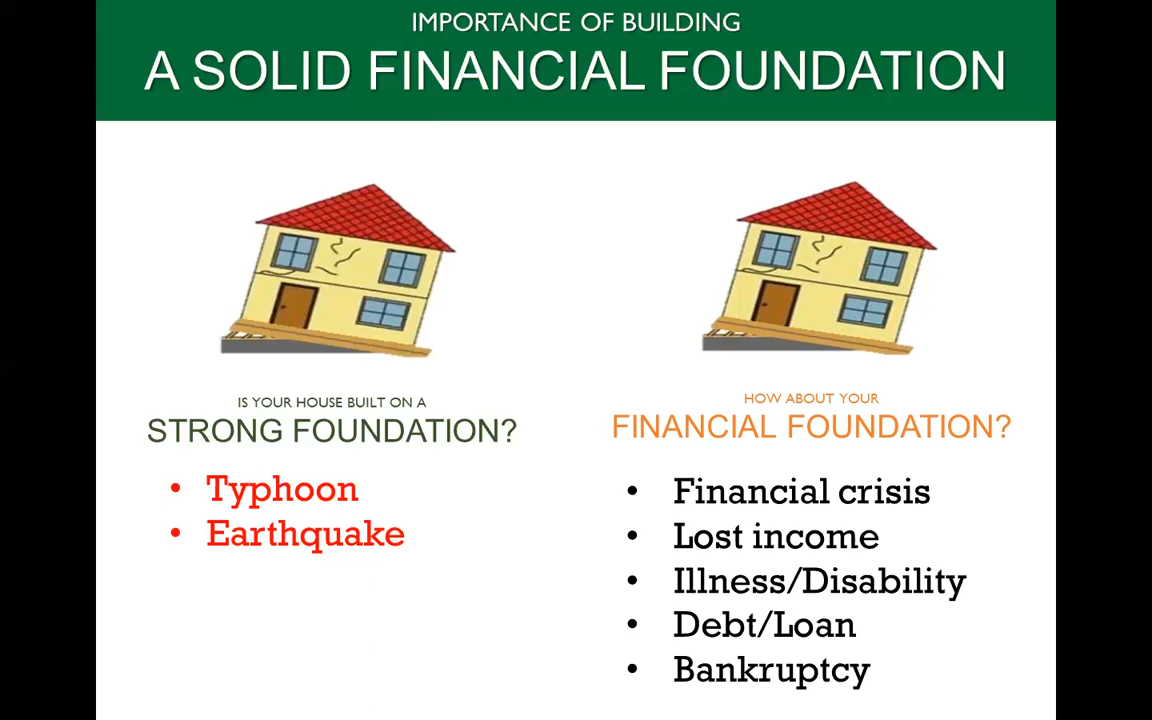 IMPORTANCE OF BUILDING
A SOLID FINANCIAL FOUNDATION
IS YOUR HOUSE BUILT ON A
STRONG FOUNDATION?
• Typhoon
• Earthquake
HOW ABOUT YOUR
FINANCIAL FOUNDATION?
• Financial crisis
• Lost income
• Illness/Disability
• Debt/Loan
• Bankruptcy